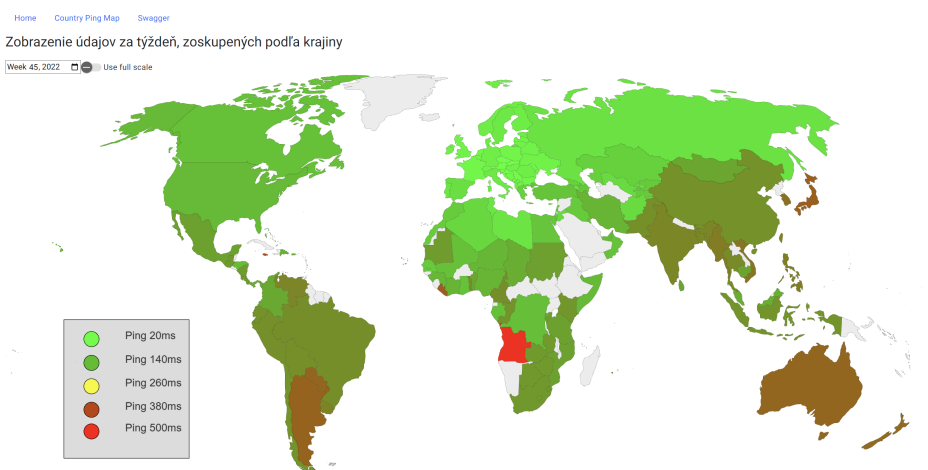 Home Country Ping Map Swagger
Zobrazenie údajov za týždeň, zoskupených podľa krajiny
Week 45, 2022 Use full scale
Ping 20ms
Ping 140ms
Ping 260ms
Ping 380ms
Ping 500ms